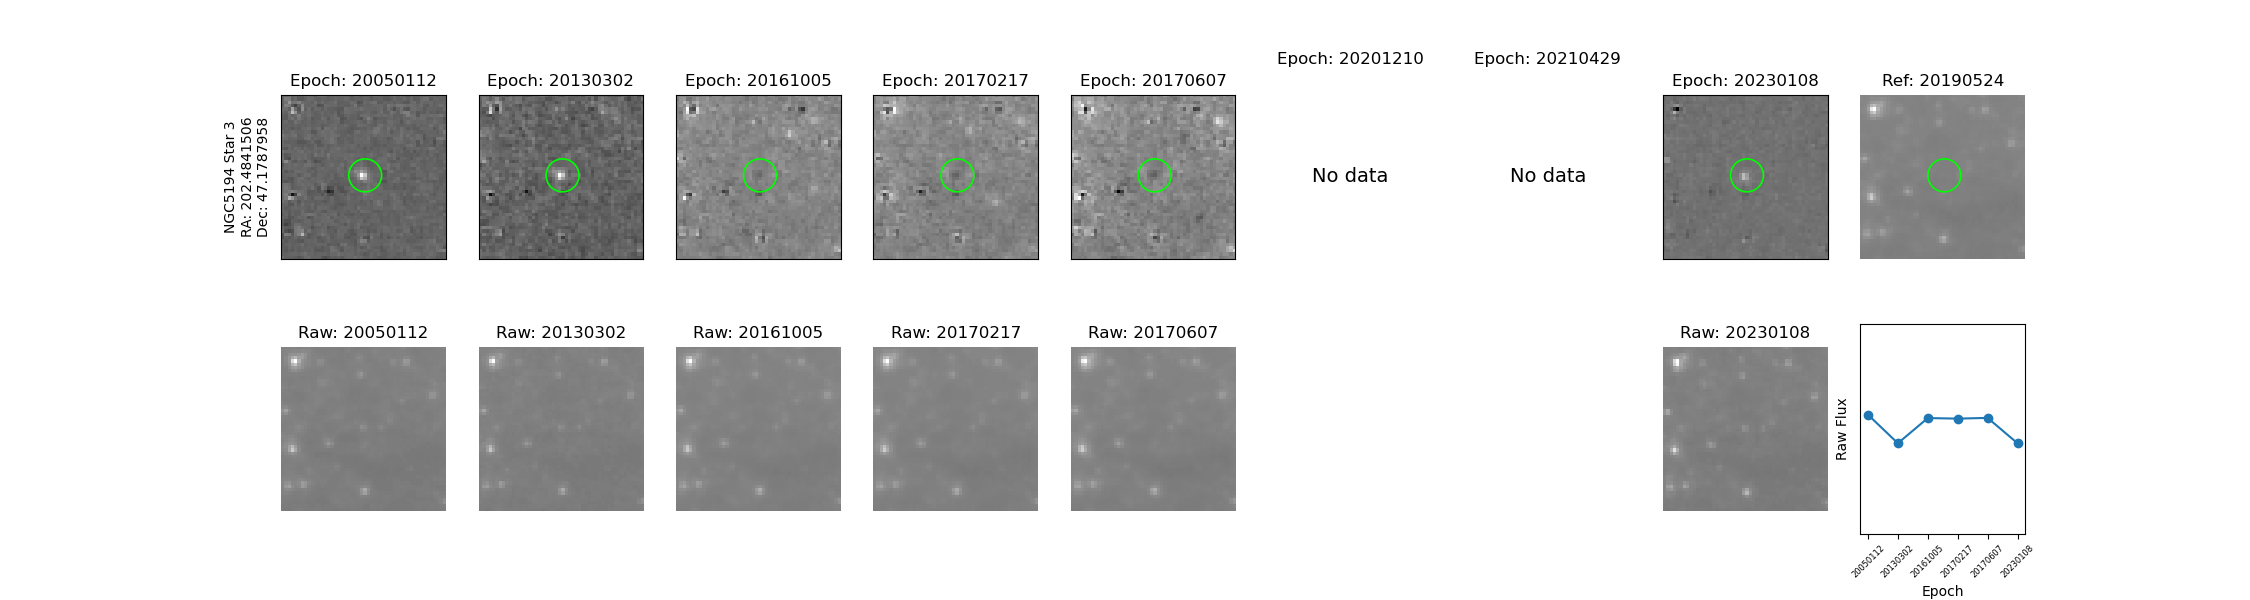 Epoch: 20201210
Epoch: 20210429
Epoch: 20050112
Epoch: 20130302
Epoch: 20161005
Epoch: 20170217
Epoch: 20170607
Epoch: 20230108
Ref: 20190524
NGC5194 Star 3
RA: 202.4841506
Dec: 47.1787958
No data
No data
Raw: 20050112
Raw: 20130302
Raw: 20161005
Raw: 20170217
Raw: 20170607
Raw: 20230108
Raw Flux
20050112
20130302
20161005
20170217
20170607
20230108
Epoch